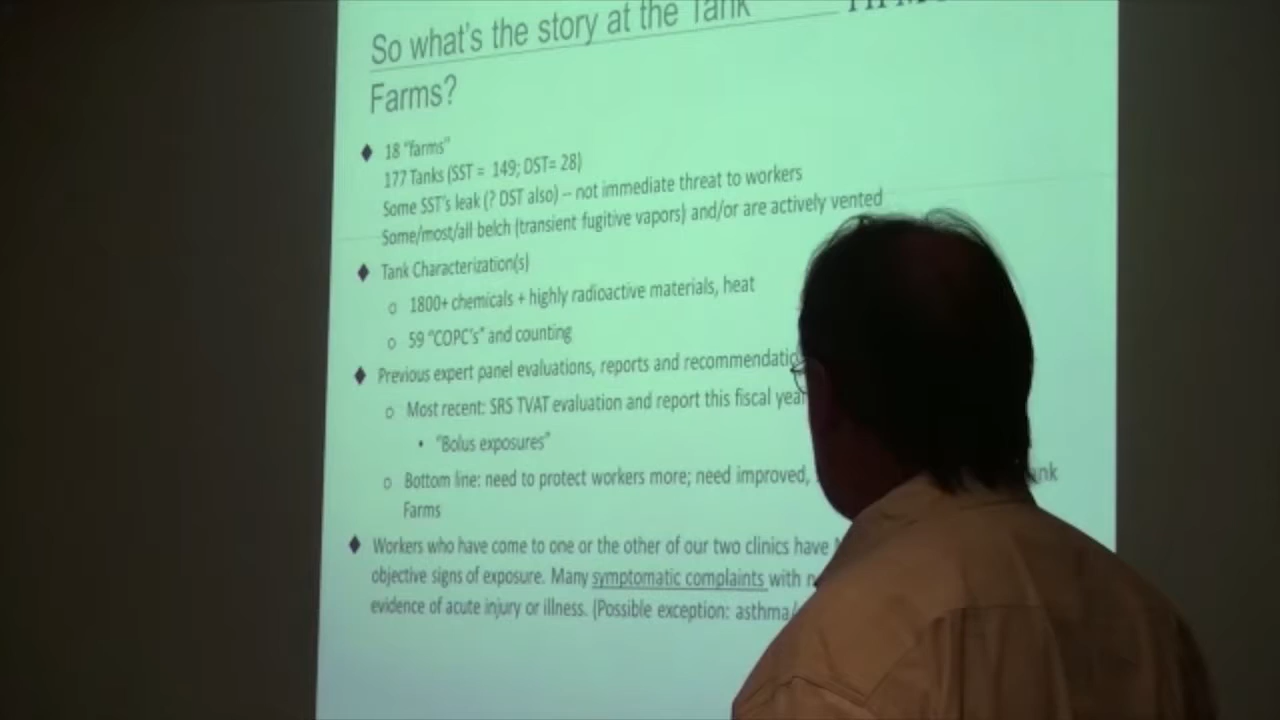 So what's the story at the Tank
Farms?
18 "farms"
177 Tanks (SST = 149; DST= 28)
Some SST's leak (? DST also) – not immediate threat to workers
Some/most/all belch (transient fugitive vapors) and/or are actively vented
Tank Characterization(s)
1800+ chemicals + highly radioactive materials, heat
59 "COPC's" and counting
Previous expert panel evaluations, reports and
Most recent: SRS TVAT evaluation and report this fiscal year
"Bolus exposures"
Bottom line: need to protect workers more; need improved,
Farms
Workers who have come to one or the other of our two clinics have
objective signs of exposure. Many symptomatic complaints with
evidence of acute injury or illness. (Possible exception: asthma/